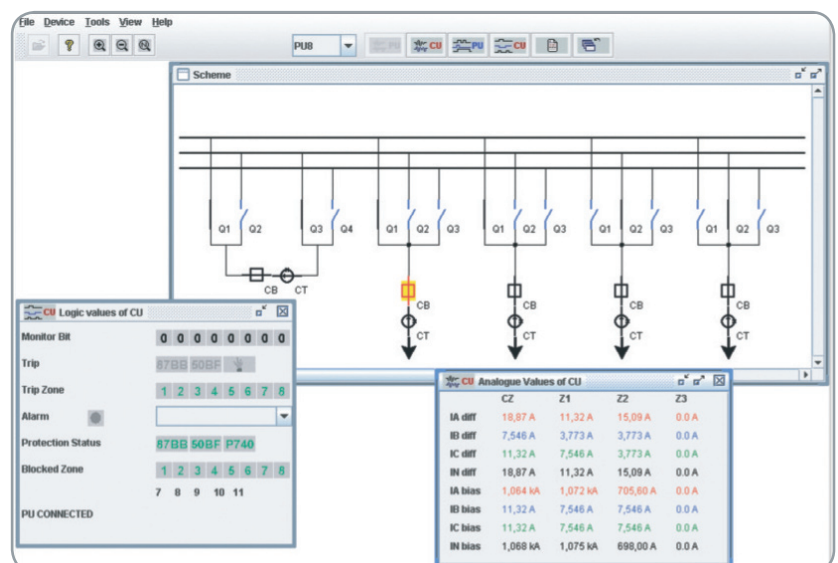 File Device Tools View Help
PU8 PU CU PU CU
Scheme
Q1 Q2 Q3 Q4 Q1 Q2 Q3 Q1 Q2 Q3 Q1 Q2 Q3 Q1 Q2 Q3
CB CT
CB CB CB CB
CT CT CT CT
CU Logic values of CU
Monitor Bit 0 0 0 0 0 0 0 0
Trip 87BB 50BF
Trip Zone 1 2 3 4 5 6 7 8
Alarm
Protection Status 87BB 50BF P740
Blocked Zone 1 2 3 4 5 6 7 8
7 8 9 10 11
PU CONNECTED
CU Analogue Values of CU
CZ Z1 Z2 Z3
IA diff 18,87 A 11,32 A 15,09 A 0.0 A
IB diff 7,546 A 3,773 A 3,773 A 0.0 A
IC diff 11,32 A 7,546 A 3,773 A 0.0 A
IN diff 18,87 A 11,32 A 15,09 A 0.0 A
IA bias 1,064 kA 1,072 kA 705,60 A 0.0 A
IB bias 11,32 A 7,546 A 7,546 A 0.0 A
IC bias 11,32 A 7,546 A 7,546 A 0.0 A
IN bias 1,068 kA 1,075 kA 698,00 A 0.0 A